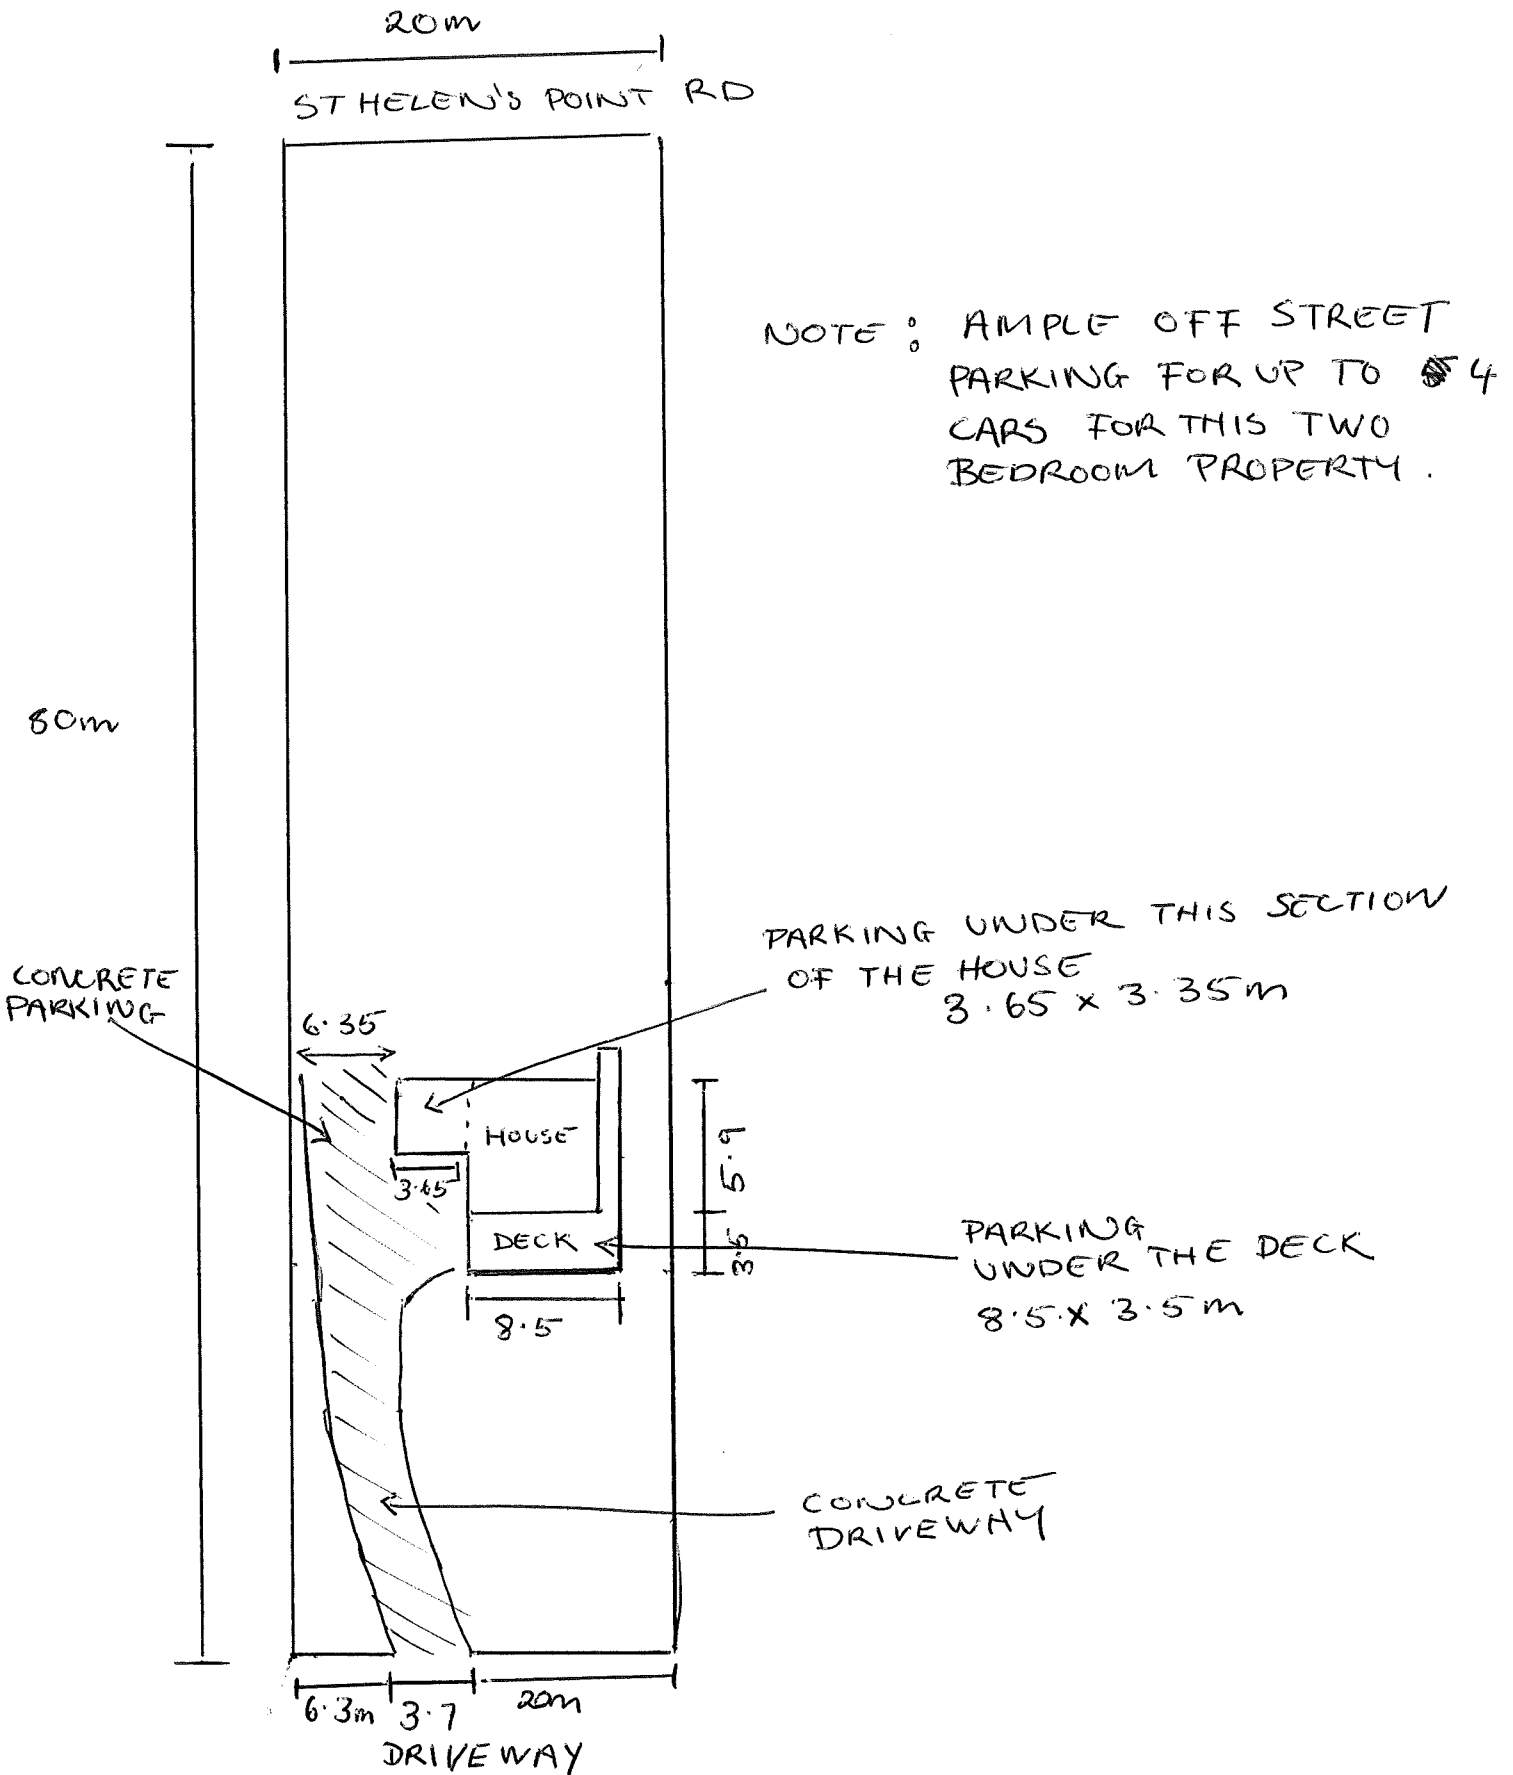 20m
ST HELEN'S POINT RD
NOTE : AMPLE OFF STREET
PARKING FOR UP TO 4
CARS FOR THIS TWO
BEDROOM PROPERTY.
80m
PARKING UNDER THIS SECTION
OF THE HOUSE
3.65 x 3.35m
CONCRETE
PARKING
6.35
HOUSE
5.9
3.65
DECK
3.5
PARKING
UNDER THE DECK
8.5 x 3.5m
8.5
CONCRETE
DRIVEWAY
6.3m 3.7 20m
DRIVEWAY